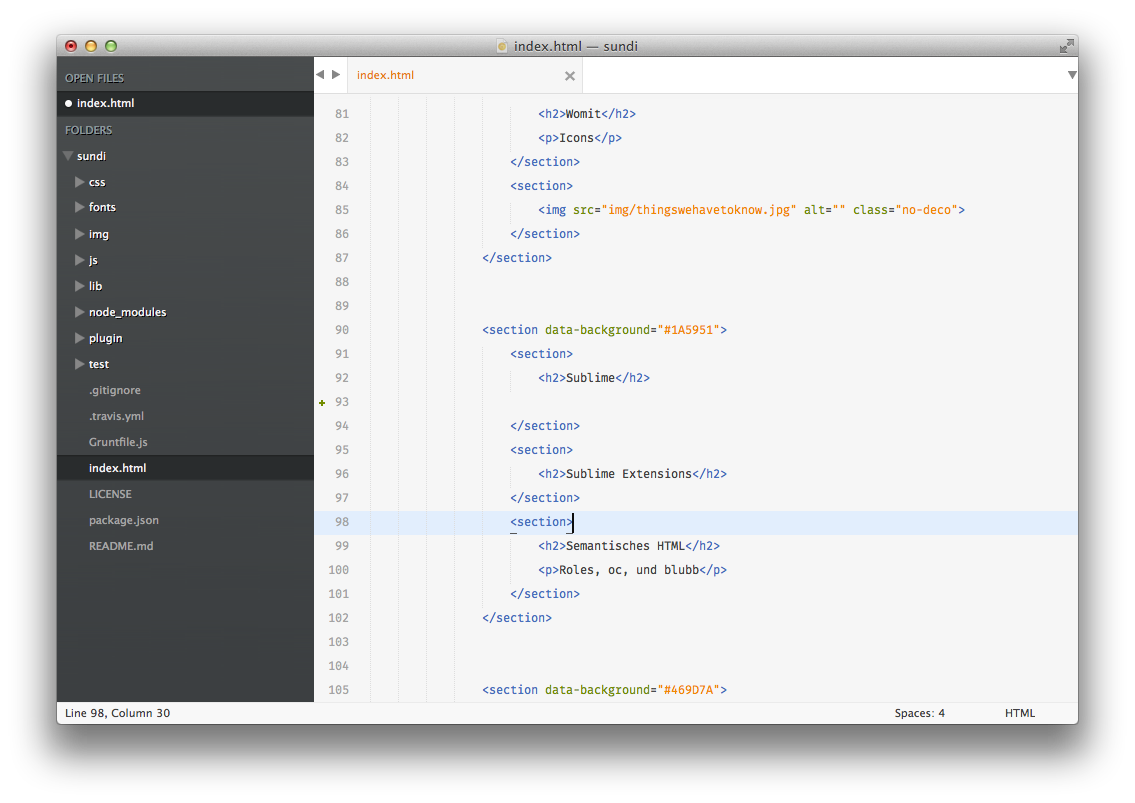 index.html — sundi
OPEN FILES
index.html
FOLDERS
sundi
css
fonts
img
js
lib
node_modules
plugin
test
.gitignore
.travis.yml
Gruntfile.js
index.html
LICENSE
package.json
README.md
index.html
81 <h2>Womit</h2>
82 <p>Icons</p>
83 </section>
84 <section>
85 <img src="img/thingswehavetoknow.jpg" alt="" class="no-deco">
86 </section>
87 </section>
88
89
90 <section data-background="#1A5951">
91 <section>
92 <h2>Sublime</h2>
93
94 </section>
95 <section>
96 <h2>Sublime Extensions</h2>
97 </section>
98 <section>
99 <h2>Semantisches HTML</h2>
100 <p>Roles, oc, und blubb</p>
101 </section>
102 </section>
103
104
105 <section data-background="#469D7A">
Line 98, Column 30
Spaces: 4
HTML